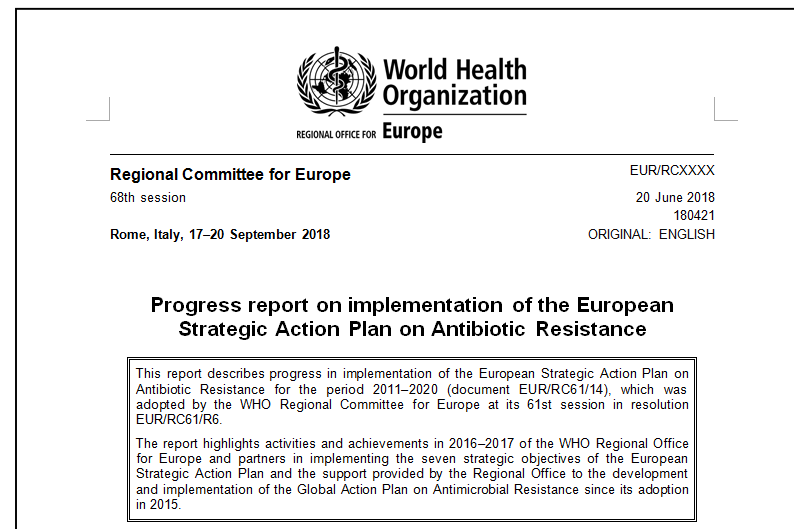 World Health
Organization
REGIONAL OFFICE FOR Europe
Regional Committee for Europe
EUR/RCXXXX
68th session
20 June 2018
180421
Rome, Italy, 17–20 September 2018
ORIGINAL: ENGLISH
Progress report on implementation of the European
Strategic Action Plan on Antibiotic Resistance
This report describes progress in implementation of the European Strategic Action Plan on
Antibiotic Resistance for the period 2011–2020 (document EUR/RC61/14), which was
adopted by the WHO Regional Committee for Europe at its 61st session in resolution
EUR/RC61/R6.
The report highlights activities and achievements in 2016–2017 of the WHO Regional Office
for Europe and partners in implementing the seven strategic objectives of the European
Strategic Action Plan and the support provided by the Regional Office to the development
and implementation of the Global Action Plan on Antimicrobial Resistance since its adoption
in 2015.